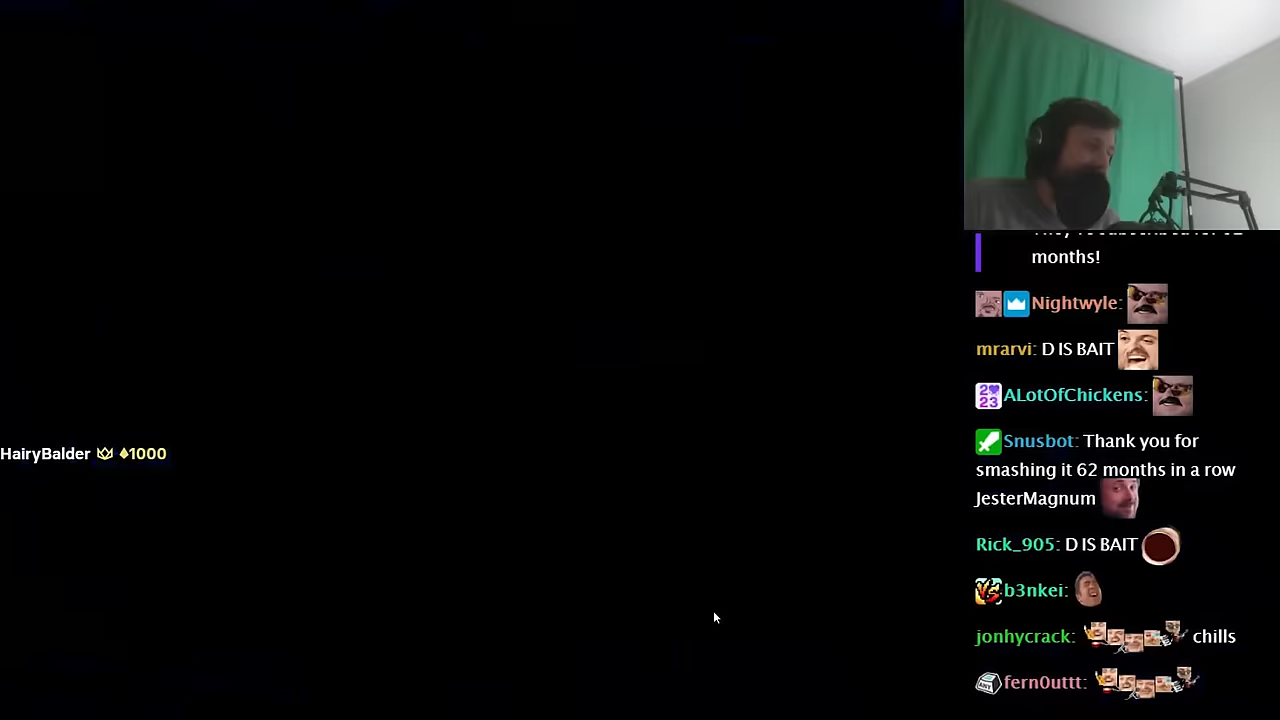 months!
Nightwyle:
mrarvi: D IS BAIT
ALotOfChickens:
HairyBalder 1000
Snusbot: Thank you for
smashing it 62 months in a row
JesterMagnum
Rick_905: D IS BAIT
b3nkei:
jonhycrack: chills
fern0uttt: